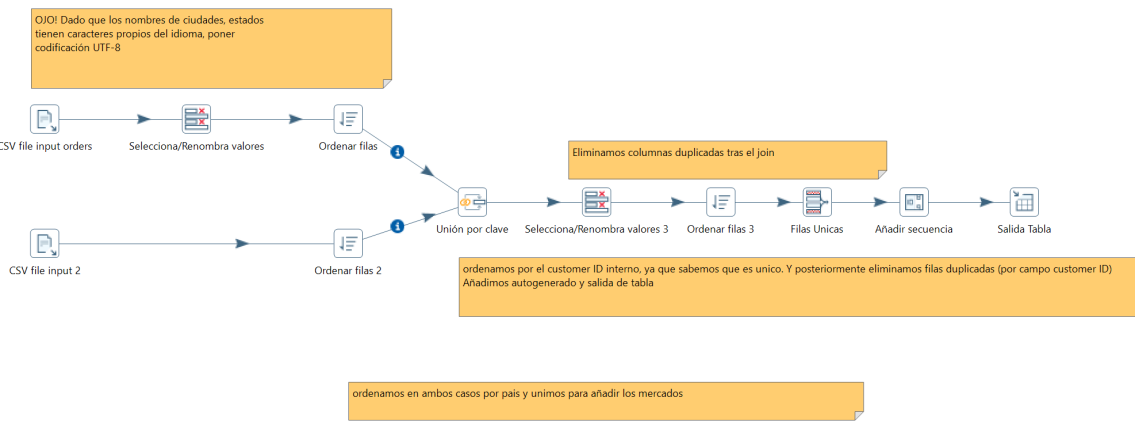 OJO! Dado que los nombres de ciudades, estados
tienen caracteres propios del idioma, poner
codificación UTF-8
CSV file input orders
Selecciona/Renombra valores
Ordenar filas
Eliminamos columnas duplicadas tras el join
Unión por clave
Selecciona/Renombra valores 3
Ordenar filas 3
Filas Unicas
Añadir secuencia
Salida Tabla
CSV file input 2
Ordenar filas 2
ordenamos por el customer ID interno, ya que sabemos que es unico. Y posteriormente eliminamos filas duplicadas (por campo customer ID)
Añadimos autogenerado y salida de tabla
ordenamos en ambos casos por pais y unimos para añadir los mercados